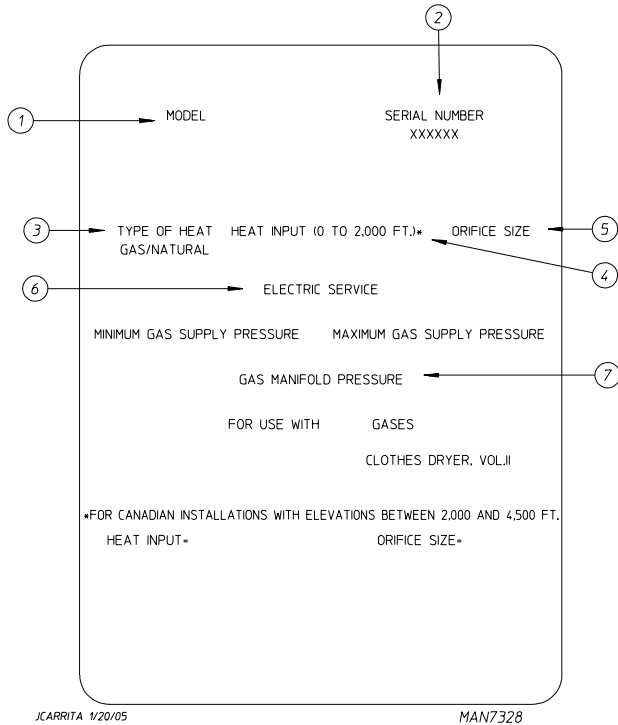 2
1
MODEL
SERIAL NUMBER
XXXXXX
3
TYPE OF HEAT
GAS/NATURAL
HEAT INPUT (0 TO 2,000 FT.)*
ORIFICE SIZE
5
4
6
ELECTRIC SERVICE
MINIMUM GAS SUPPLY PRESSURE
MAXIMUM GAS SUPPLY PRESSURE
GAS MANIFOLD PRESSURE
7
FOR USE WITH GASES
CLOTHES DRYER, VOL.II
*FOR CANADIAN INSTALLATIONS WITH ELEVATIONS BETWEEN 2,000 AND 4,500 FT.
HEAT INPUT= ORIFICE SIZE=
JCARRITA 1/20/05
MAN7328